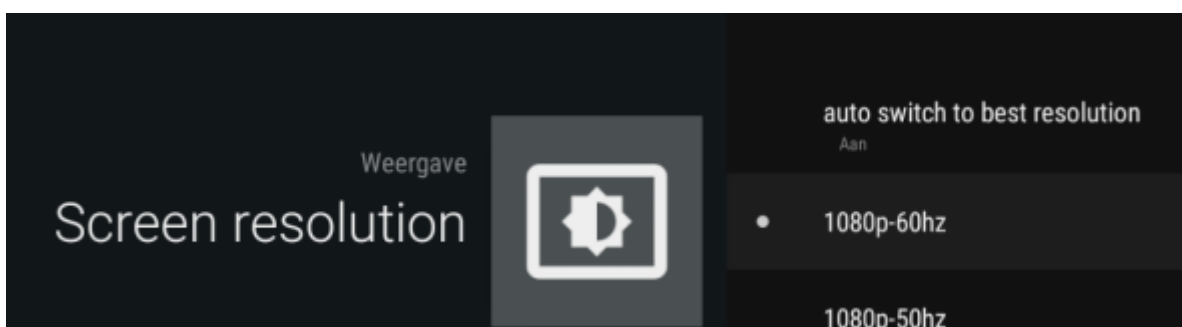 Weergave
Screen resolution
auto switch to best resolution
Aan
1080p-60hz
1080p-50hz